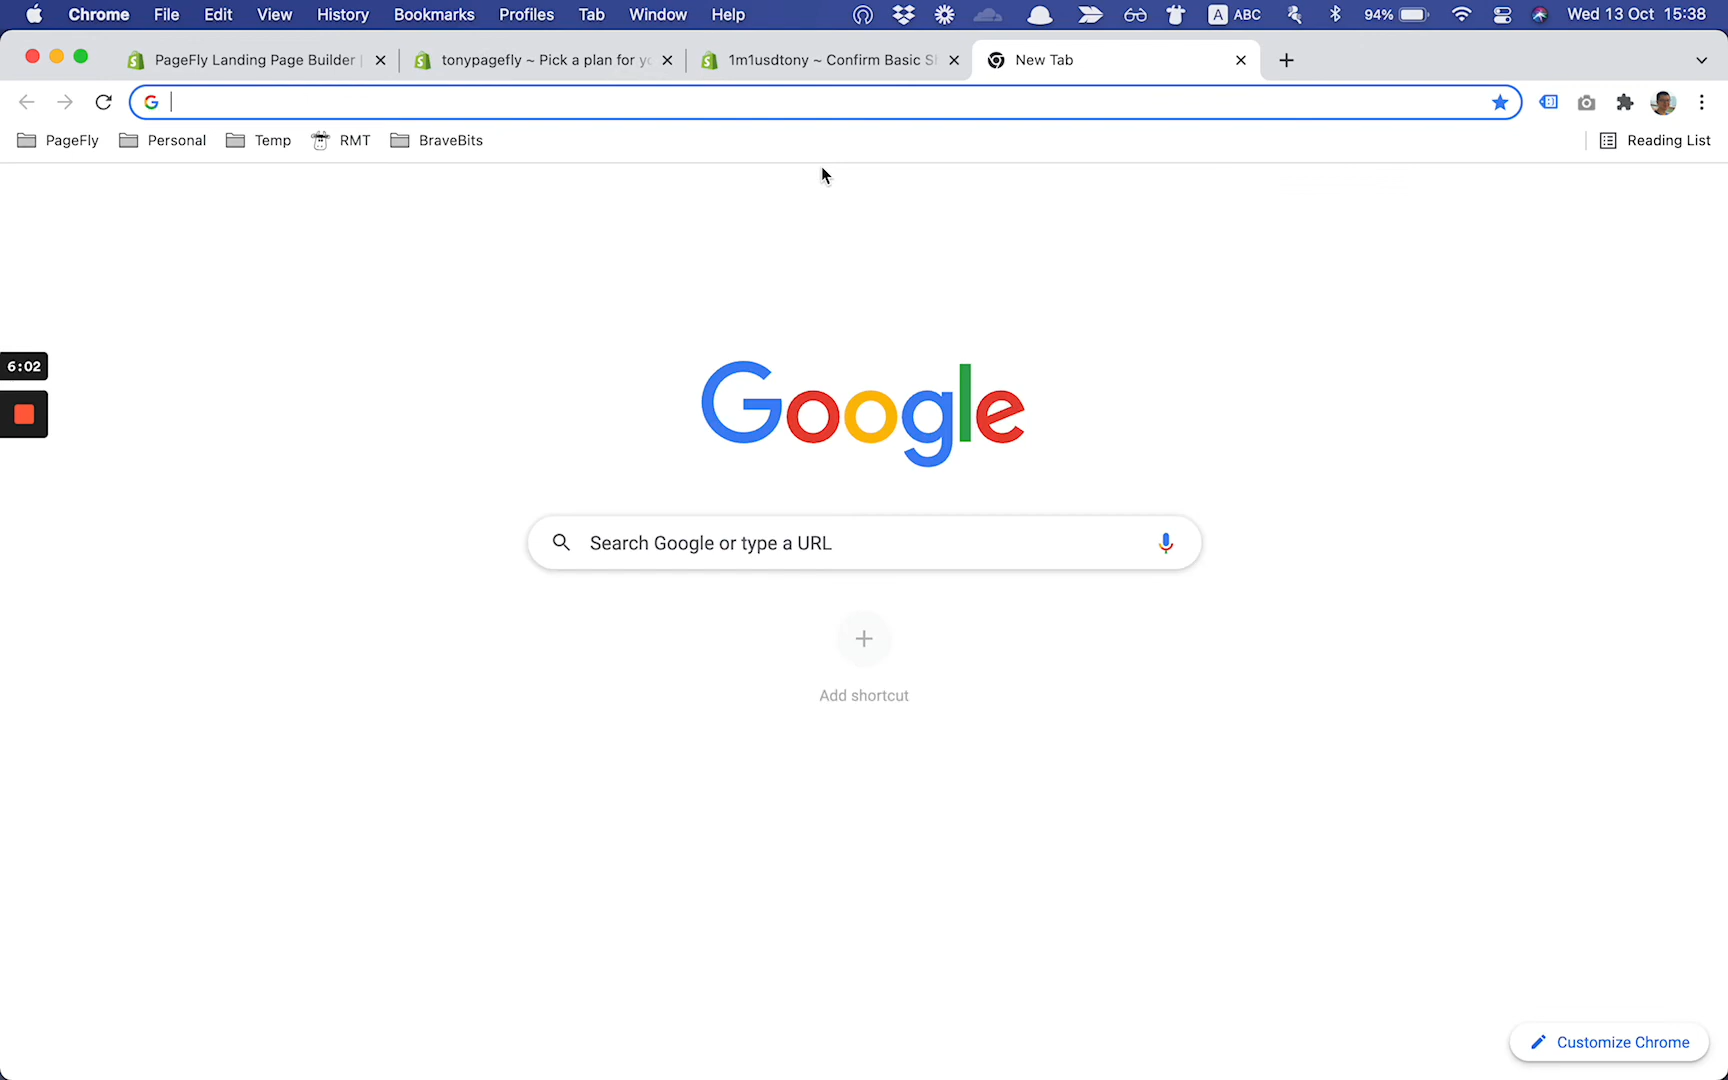 Chrome File Edit View History Bookmarks Profiles Tab Window Help A ABC 94% Wed 13 Oct 15:38
PageFly Landing Page Builder tonypagefly ~ Pick a plan for yo 1m1usdtony ~ Confirm Basic S New Tab
PageFly Personal Temp RMT BraveBits Reading List
6:02
Google
Search Google or type a URL
Add shortcut
Customize Chrome